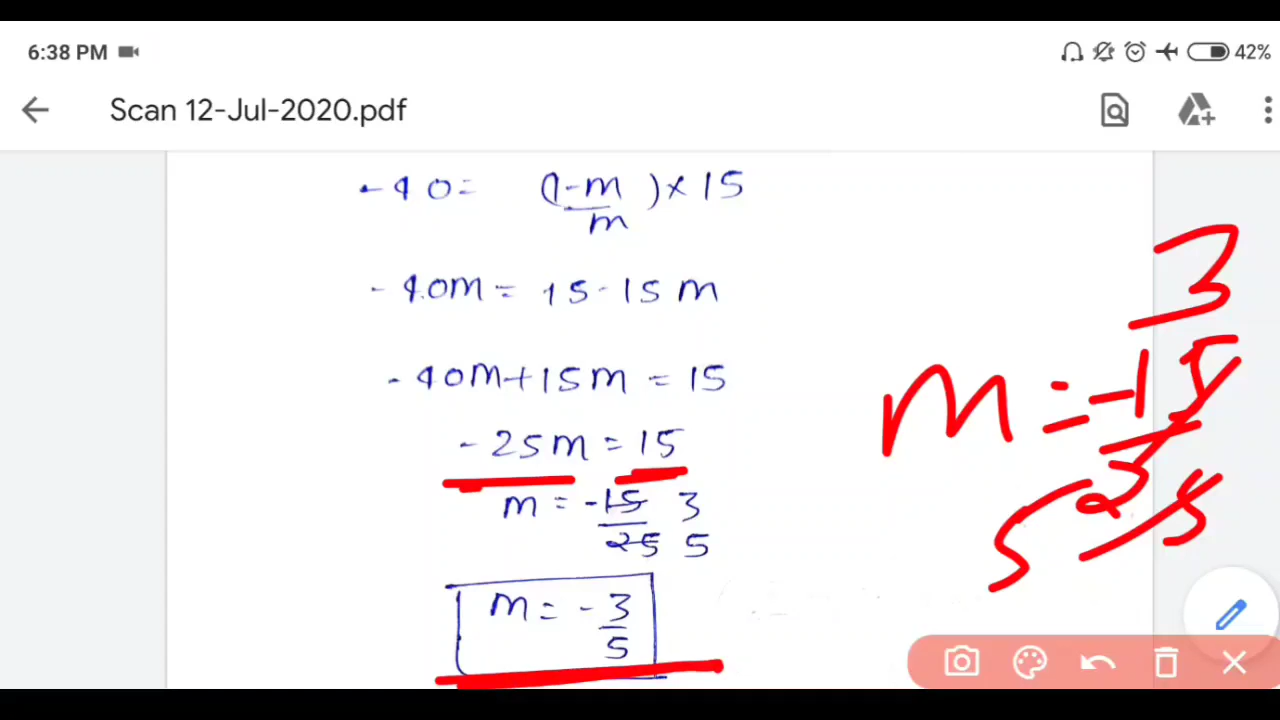 6:38 PM 42%
Scan 12-Jul-2020.pdf
-40 = (1-m/m) × 15
-40m = 15-15m
-40m+15m = 15
-25m = 15
m = -15/25 3/5
m = -3/5
3
m = -15/25
5